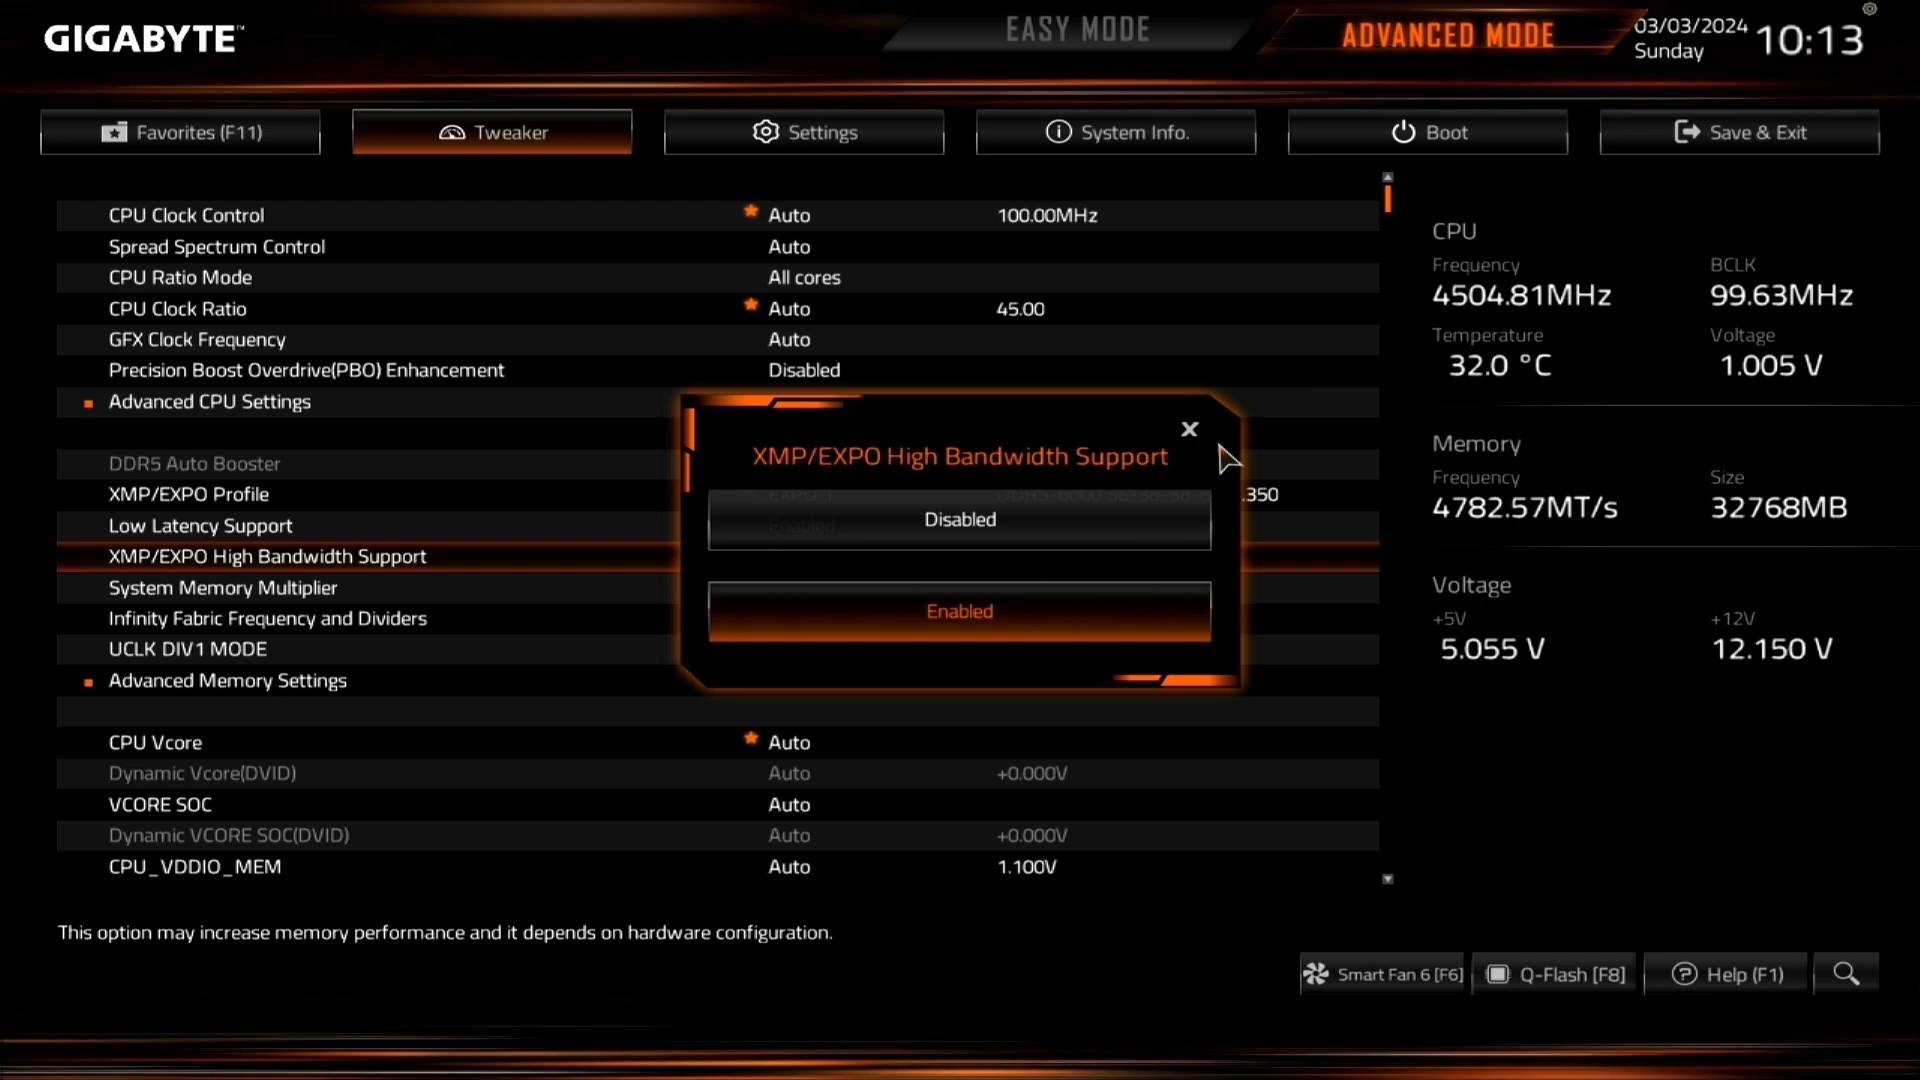 GIGABYTE™
EASY MODE
ADVANCED MODE
03/03/2024
Sunday
10:13
Favorites (F11)
Tweaker
Settings
System Info.
Boot
Save & Exit
CPU Clock Control Auto 100.00MHz
Spread Spectrum Control Auto
CPU Ratio Mode All cores
CPU Clock Ratio Auto 45.00
GFX Clock Frequency Auto
Precision Boost Overdrive(PBO) Enhancement Disabled
Advanced CPU Settings
DDR5 Auto Booster
XMP/EXPO Profile EXPO 1 .350
Low Latency Support Enabled
XMP/EXPO High Bandwidth Support
System Memory Multiplier
Infinity Fabric Frequency and Dividers
UCLK DIV1 MODE
Advanced Memory Settings
CPU Vcore Auto
Dynamic Vcore(DVID) Auto +0.000V
VCORE SOC Auto
Dynamic VCORE SOC(DVID) Auto +0.000V
CPU_VDDIO_MEM Auto 1.100V
XMP/EXPO High Bandwidth Support
Disabled
Enabled
CPU
Frequency BCLK
4504.81MHz 99.63MHz
Temperature Voltage
32.0 °C 1.005 V
Memory
Frequency Size
4782.57MT/s 32768MB
Voltage
+5V +12V
5.055 V 12.150 V
This option may increase memory performance and it depends on hardware configuration.
Smart Fan 6 [F6]
Q-Flash [F8]
Help (F1)